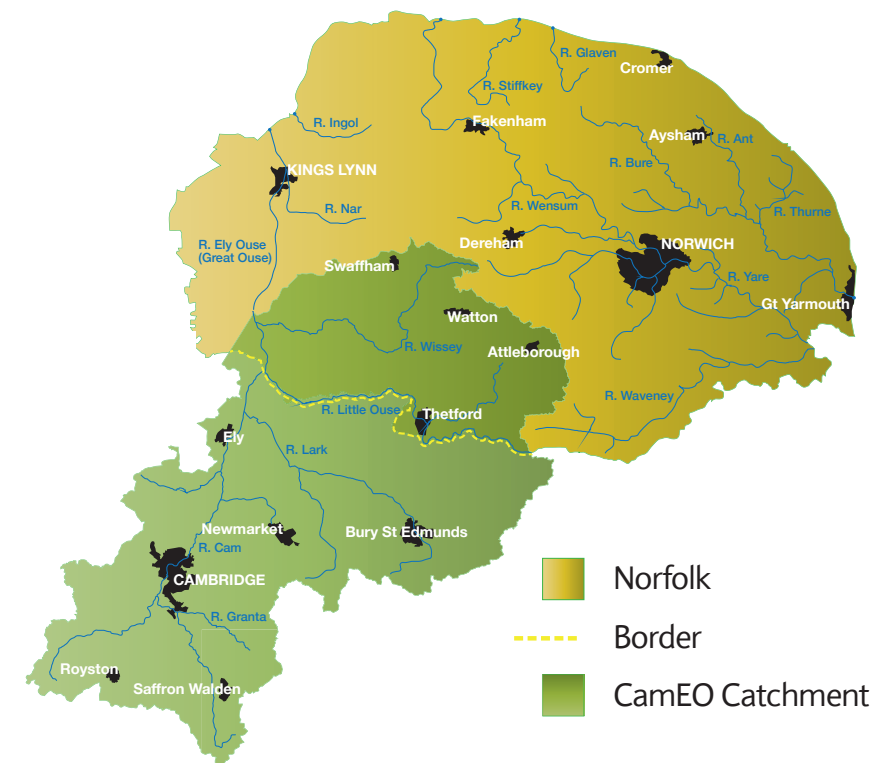 R. Glaven
Cromer
R. Stiffkey
Fakenham
R. Ingol
Aysham
R. Ant
R. Bure
KINGS LYNN
R. Nar
R. Wensum
R. Thurne
R. Ely Ouse
(Great Ouse)
Dereham
NORWICH
Swaffham
R. Yare
Gt Yarmouth
Watton
R. Wissey
Attleborough
R. Waveney
R. Little Ouse
Thetford
Ely
R. Lark
Newmarket
Bury St Edmunds
R. Cam
CAMBRIDGE
R. Granta
Royston
Saffron Walden
Norfolk
Border
CamEO Catchment